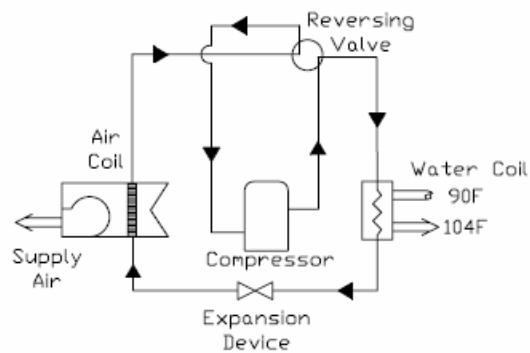 Reversing
Valve
Air
Coil
Water Coil
90F
104F
Supply
Air
Compressor
Expansion
Device